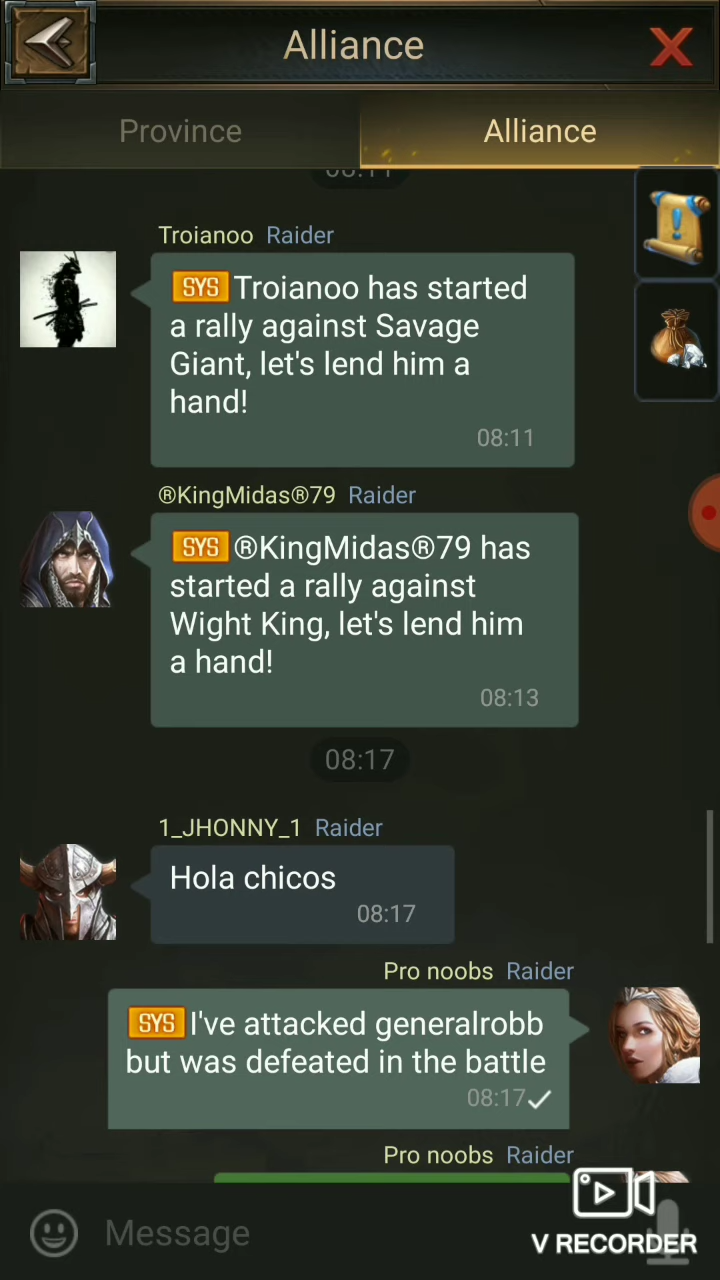 Alliance
Province
Alliance
08:11
Troianoo Raider
SYS Troianoo has started
a rally against Savage
Giant, let's lend him a
hand!
08:11
®KingMidas®79 Raider
SYS ®KingMidas®79 has
started a rally against
Wight King, let's lend him
a hand!
08:13
08:17
1_JHONNY_1 Raider
Hola chicos
08:17
Pro noobs Raider
SYS I've attacked generalrobb
but was defeated in the battle
08:17
Pro noobs Raider
Message
V RECORDER